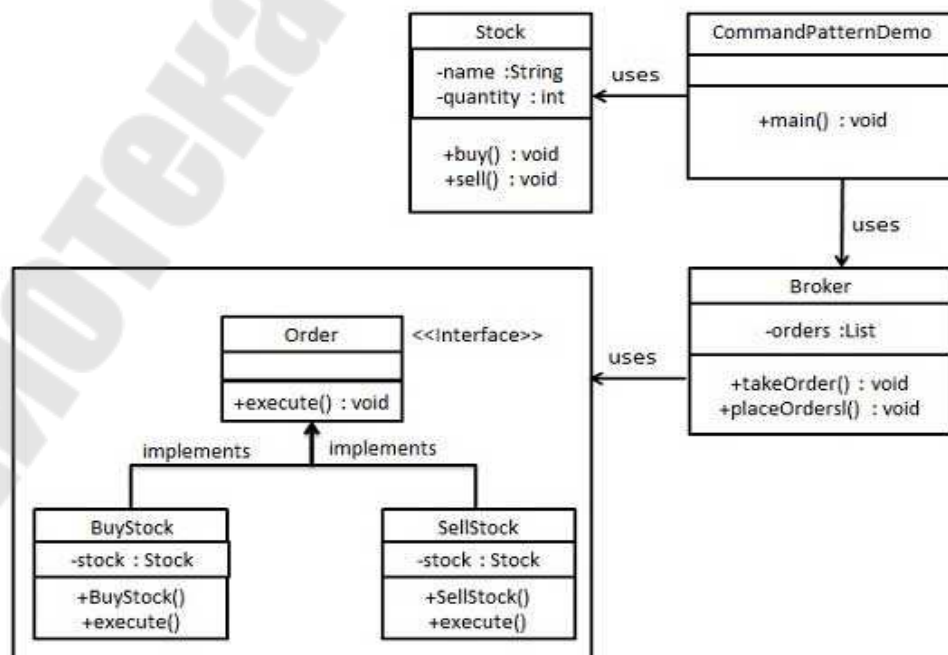 Stock
-name :String
-quantity : int
+buy() : void
+sell() : void
uses
CommandPatternDemo
+main() : void
uses
Broker
-orders :List
+takeOrder() : void
+placeOrdersl() : void
uses
Order
<<Interface>>
+execute() : void
implements
implements
BuyStock
-stock : Stock
+BuyStock()
+execute()
SellStock
-stock : Stock
+SellStock()
+execute()